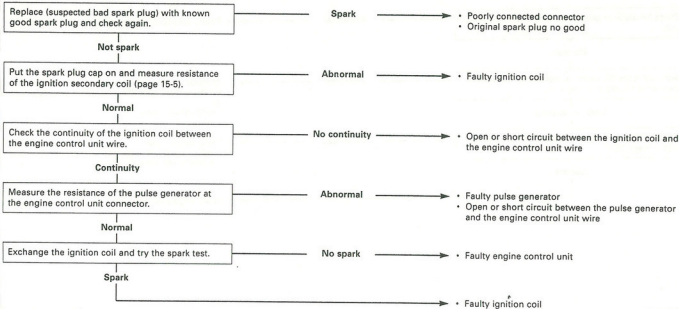 Replace (suspected bad spark plug) with known
good spark plug and check again.
Spark
• Poorly connected connector
• Original spark plug no good
Not spark
Put the spark plug cap on and measure resistance
of the ignition secondary coil (page 15-5).
Abnormal
• Faulty ignition coil
Normal
Check the continuity of the ignition coil between
the engine control unit wire.
No continuity
• Open or short circuit between the ignition coil and
the engine control unit wire
Continuity
Measure the resistance of the pulse generator at
the engine control unit connector.
Abnormal
• Faulty pulse generator
• Open or short circuit between the pulse generator
and the engine control unit wire
Normal
Exchange the ignition coil and try the spark test.
No spark
• Faulty engine control unit
Spark
• Faulty ignition coil